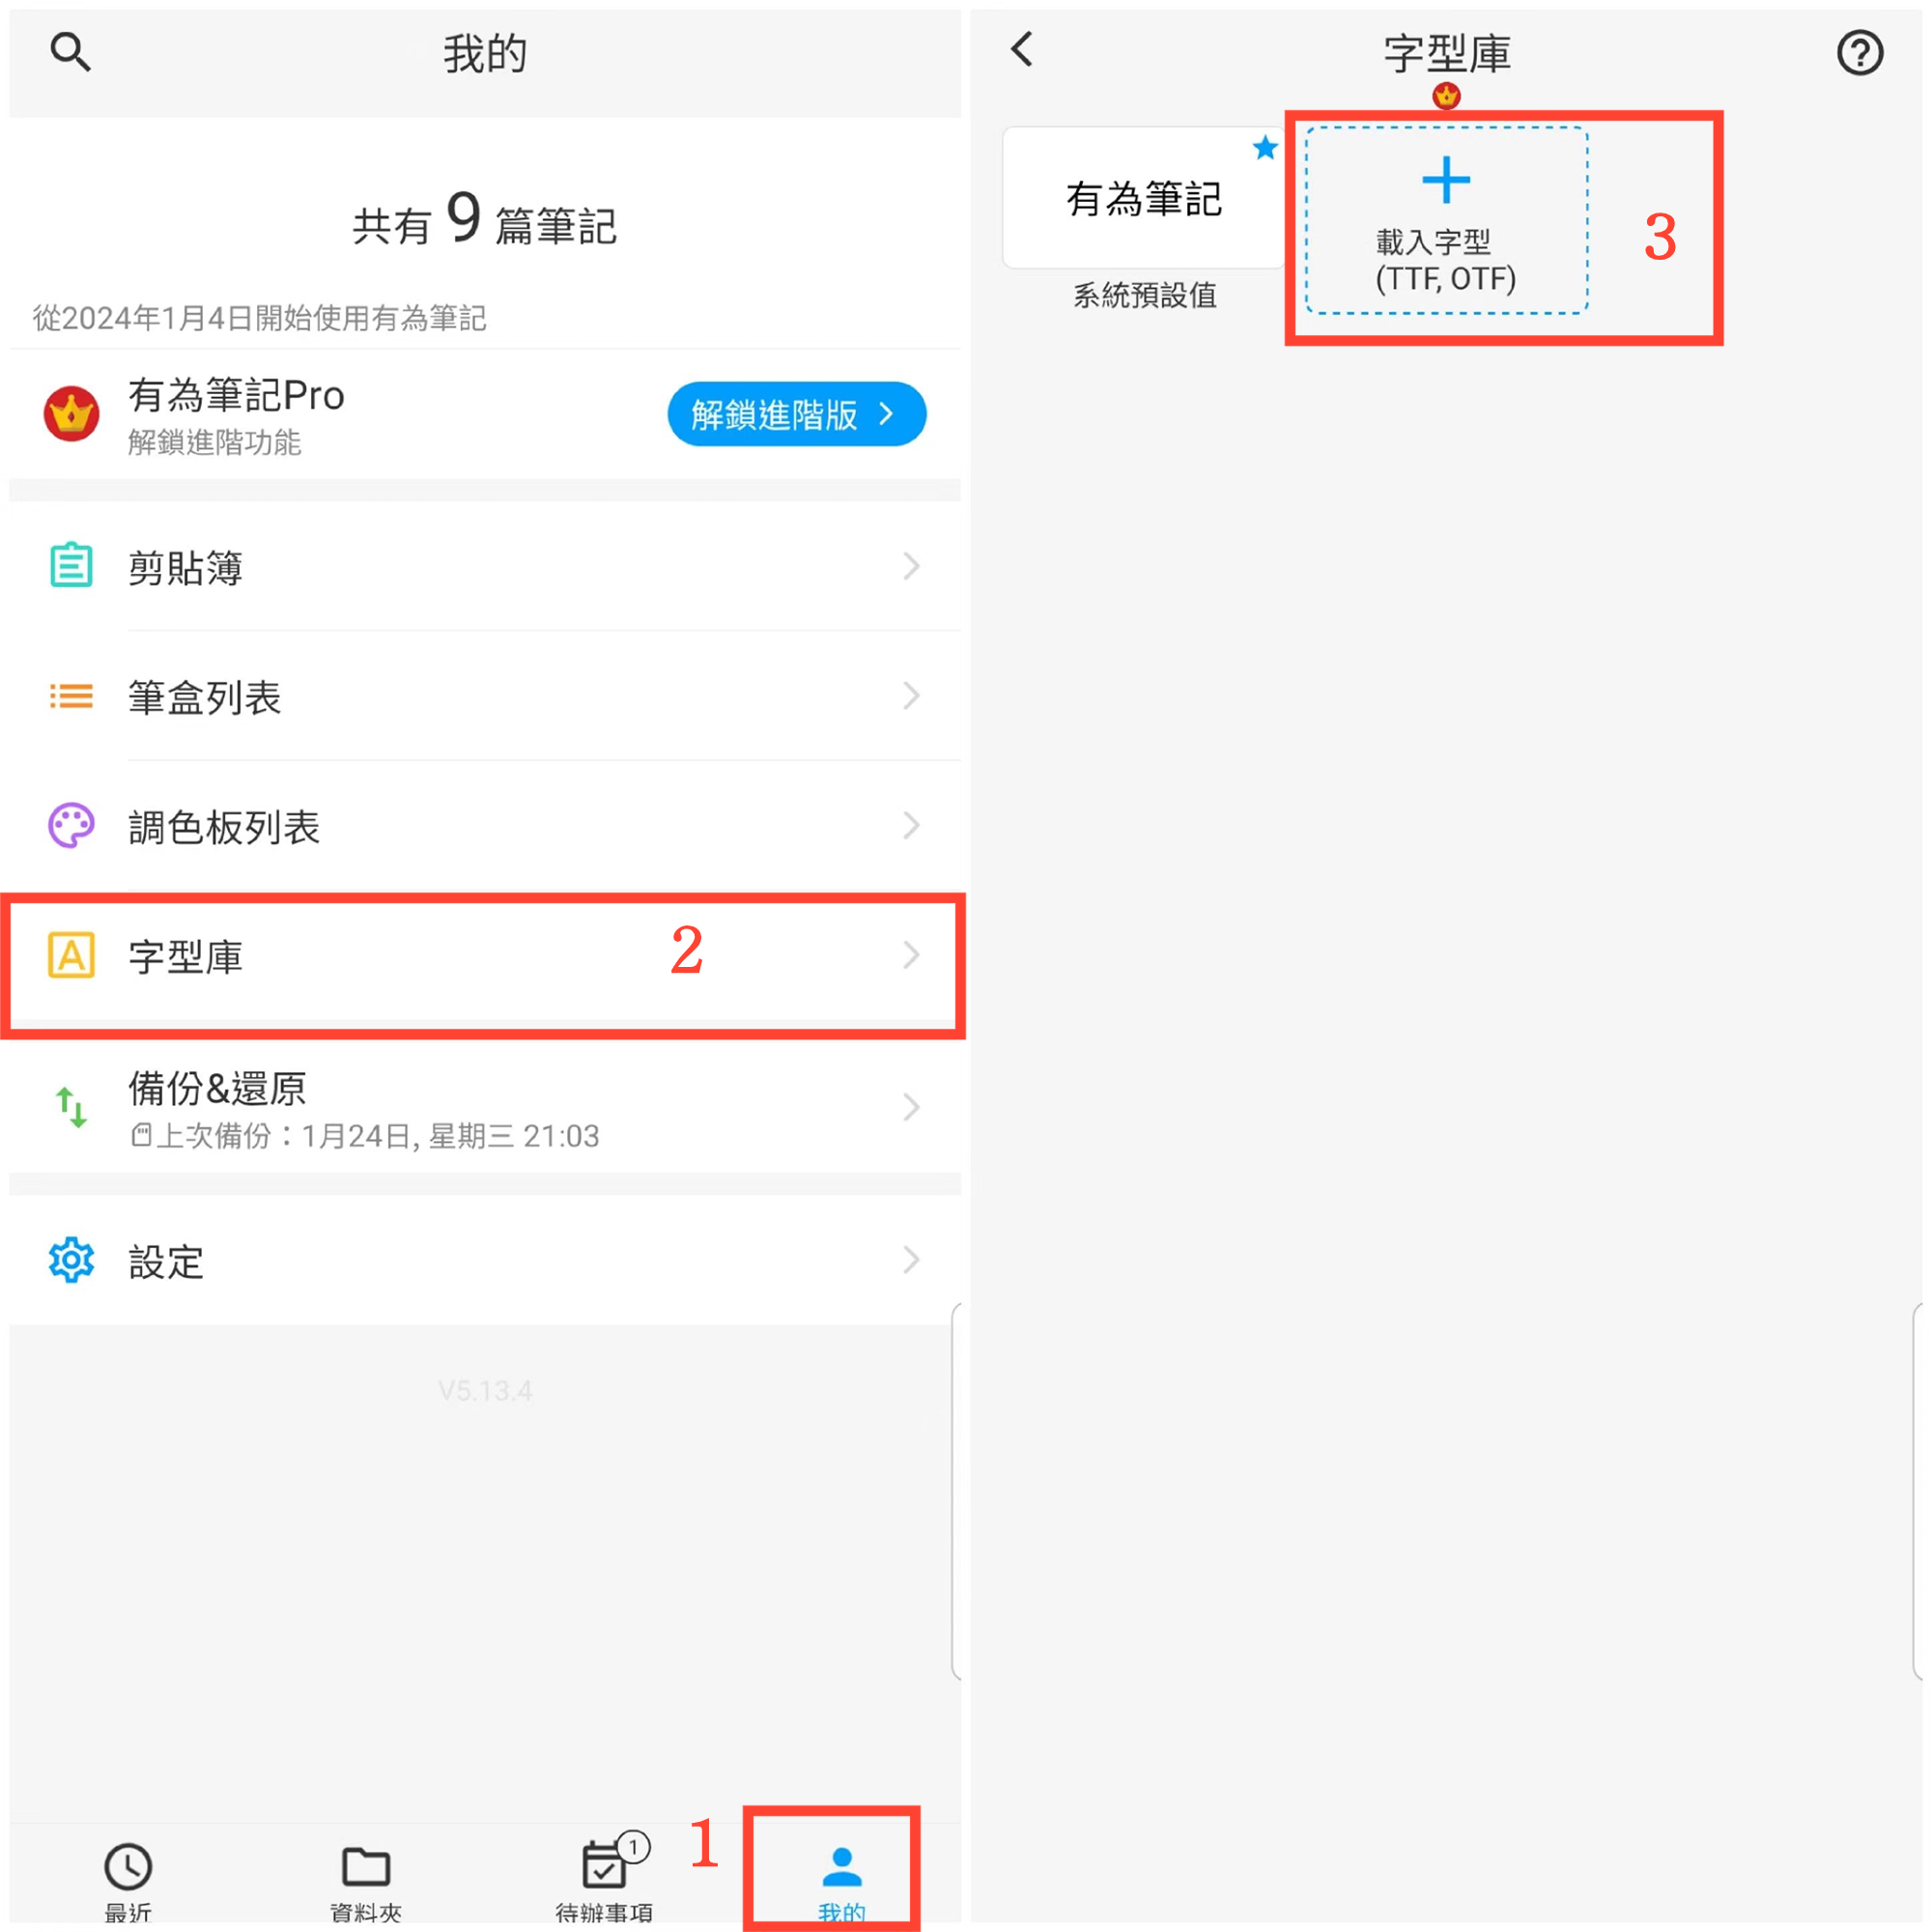 我的
共有 9 篇筆記
從2024年1月4日開始使用有為筆記
有為筆記Pro
解鎖進階功能
解鎖進階版
剪貼簿
筆盒列表
調色板列表
字型庫
2
備份&還原
上次備份：1月24日, 星期三 21:03
設定
V5.13.4
1
最近
資料夾
1
待辦事項
我的
字型庫
有為筆記
系統預設值
載入字型
(TTF, OTF)
3